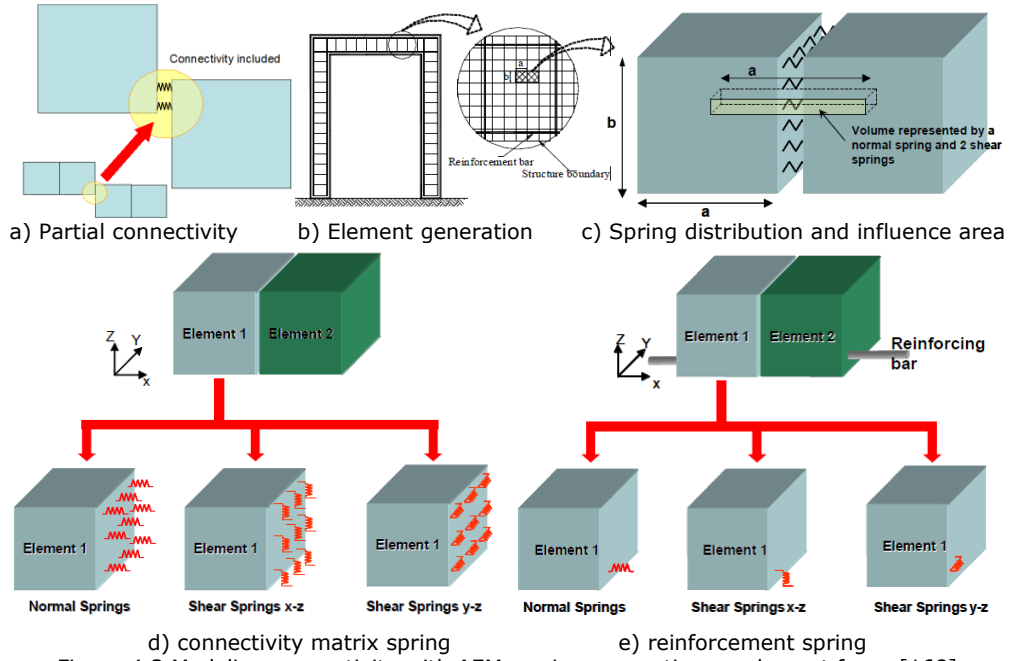 Connectivity included
a) Partial connectivity
a
b
Reinforcement bar
Structure boundary
b) Element generation
a
b
Volume represented by a
normal spring and 2 shear
springs
a
c) Spring distribution and influence area
Element 1
Element 2
Z
Y
x
Element 1
Element 1
Element 1
Normal Springs
Shear Springs x-z
Shear Springs y-z
d) connectivity matrix spring
Element 1
Element 2
Reinforcing
bar
Z
Y
x
Element 1
Element 1
Element 1
Normal Springs
Shear Springs x-z
Shear Springs y-z
e) reinforcement spring